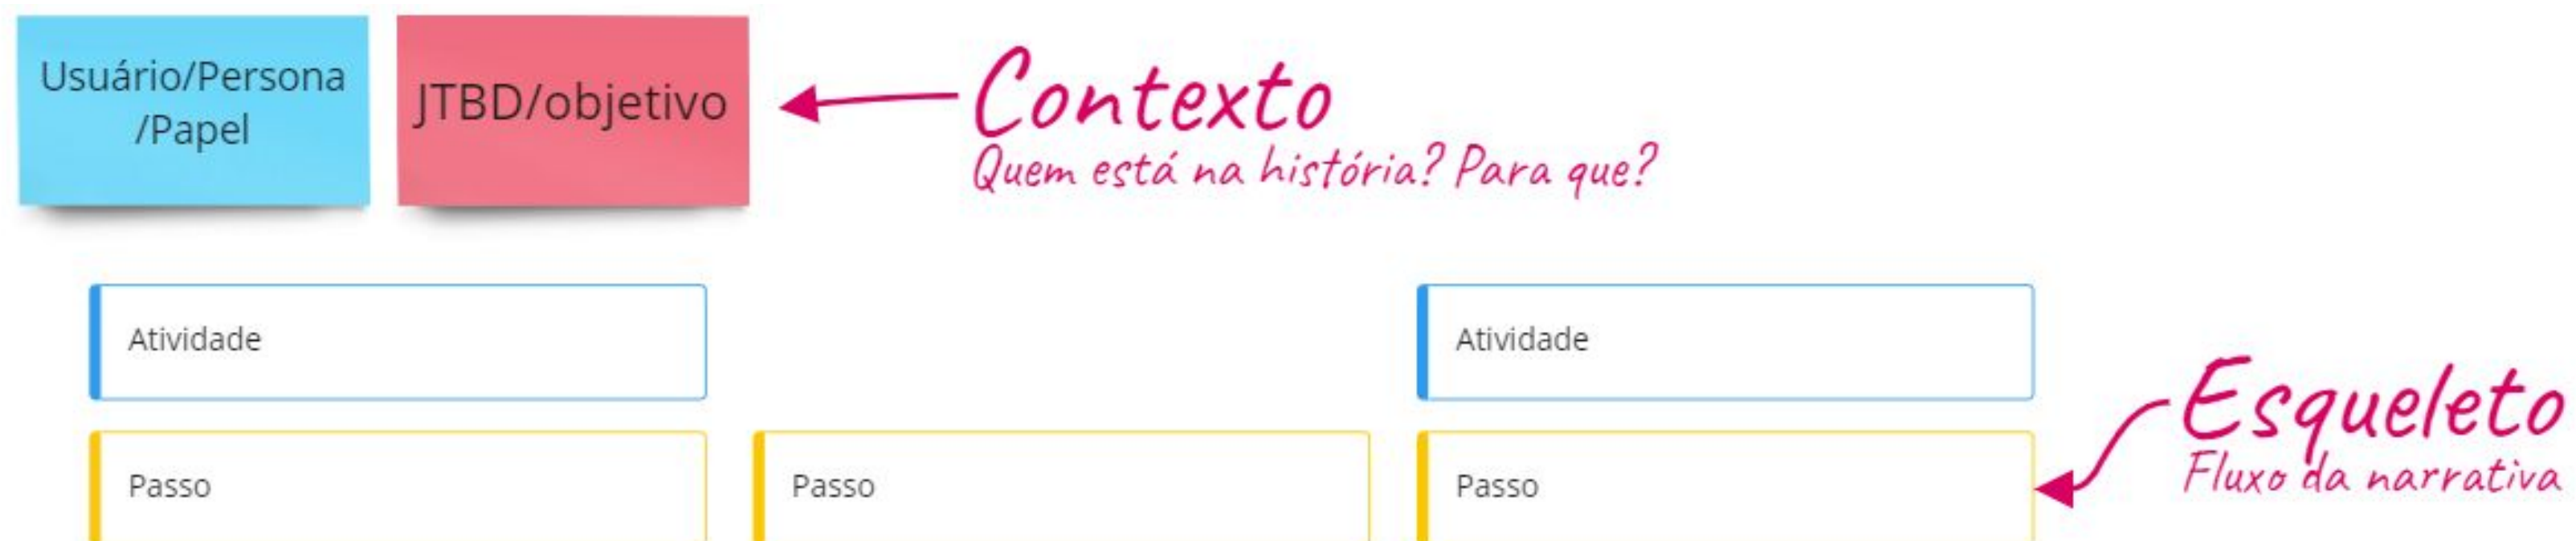 Usuário/Persona
/Papel
JTBD/objetivo
Contexto
Quem está na história? Para que?
Atividade
Atividade
Esqueleto
Fluxo da narrativa
Passo
Passo
Passo